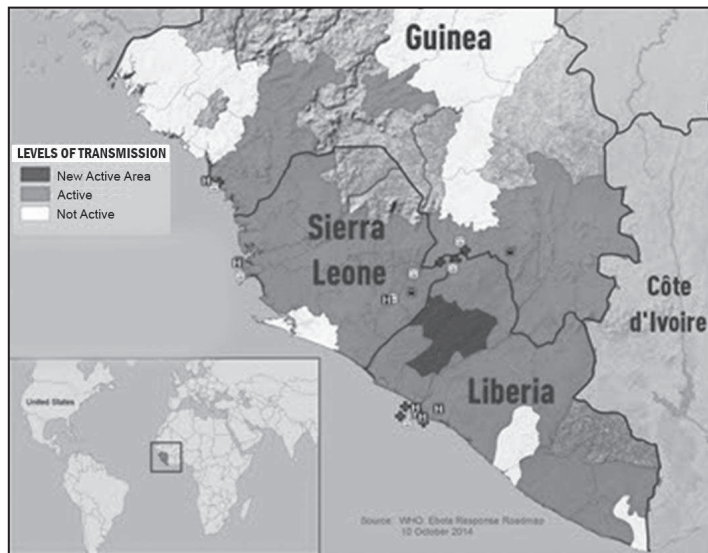 Guinea
LEVELS OF TRANSMISSION
New Active Area
Active
Not Active
H
Sierra
Leone
H
H
Côte
d'Ivoire
Liberia
H
H
H
United States
Source: WHO: Ebola Response Roadmap
10 October 2014